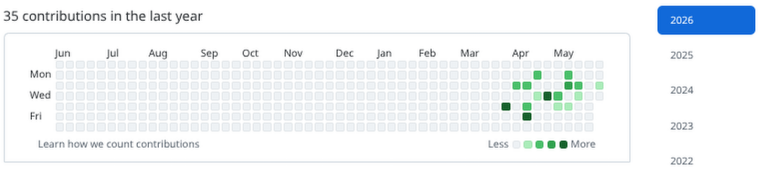 35 contributions in the last year
2026
Jun Jul Aug Sep Oct Nov Dec Jan Feb Mar Apr May
2025
Mon
Wed
2024
Fri
2023
Learn how we count contributions Less More
2022